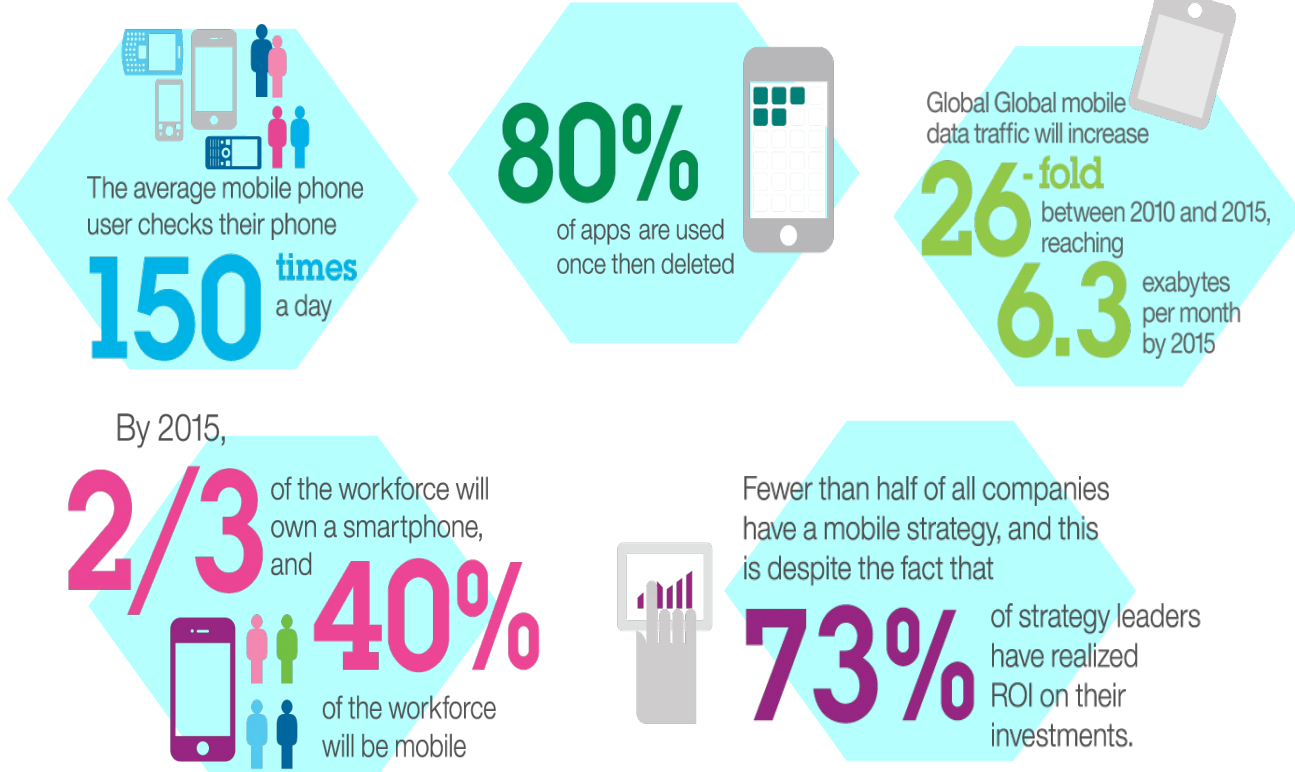 The average mobile phone
user checks their phone
150 times
a day
80%
of apps are used
once then deleted
Global Global mobile
data traffic will increase
26-fold
between 2010 and 2015,
reaching
6.3 exabytes
per month
by 2015
By 2015,
2/3 of the workforce will
own a smartphone,
and 40%
of the workforce
will be mobile
Fewer than half of all companies
have a mobile strategy, and this
is despite the fact that
73% of strategy leaders
have realized
ROI on their
investments.